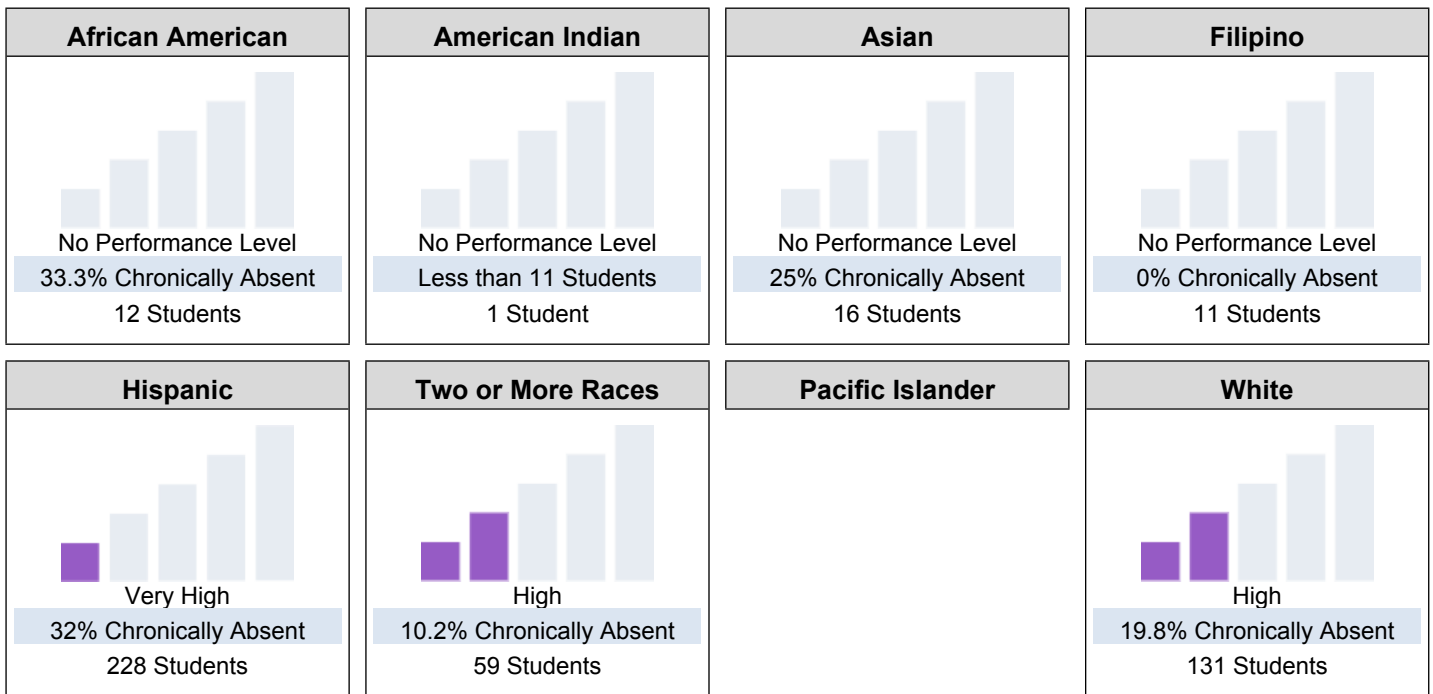 African American
No Performance Level
33.3% Chronically Absent
12 Students
American Indian
No Performance Level
Less than 11 Students
1 Student
Asian
No Performance Level
25% Chronically Absent
16 Students
Filipino
No Performance Level
0% Chronically Absent
11 Students
Hispanic
Very High
32% Chronically Absent
228 Students
Two or More Races
High
10.2% Chronically Absent
59 Students
Pacific Islander
White
High
19.8% Chronically Absent
131 Students